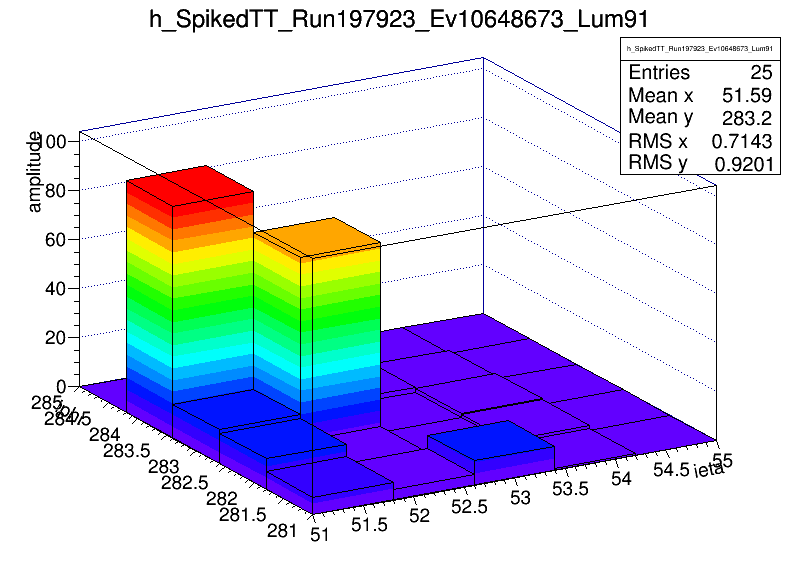 h_SpikedTT_Run197923_Ev10648673_Lum91
h_SpikedTT_Run197923_Ev10648673_Lum91
Entries 25
Mean x 51.59
Mean y 283.2
RMS x 0.7143
RMS y 0.9201
amplitude
100
80
60
40
20
0
285
284.5
284
283.5
283
282.5
282
281.5
281
51
51.5
52
52.5
53
53.5
54
54.5
55
ieta